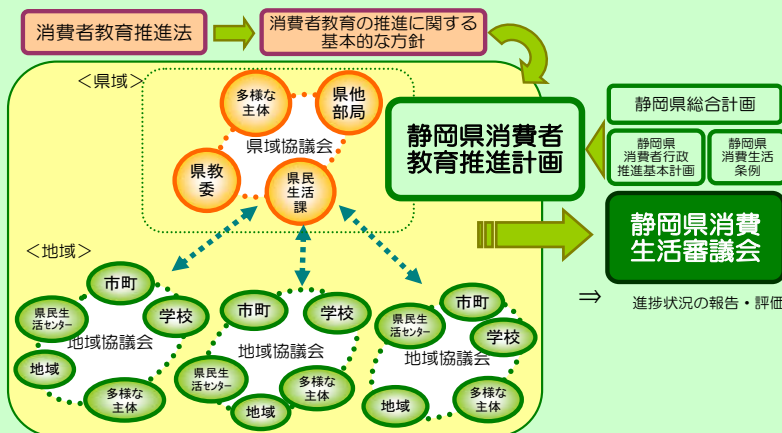 消費者教育推進法
消費者教育の推進に関する
基本的な方針
＜県域＞
多様な
主体
県他
部局
県域協議会
県教
委
県民
生活
課
静岡県消費者
教育推進計画
静岡県総合計画
静岡県
消費者行政
推進基本計画
静岡県
消費生活
条例
静岡県消費
生活審議会
⇒ 進捗状況の報告・評価
＜地域＞
市町
県民生
活センター
学校
地域協議会
地域
多様な
主体
市町
学校
地域協議会
県民生
活センター
多様な
主体
地域
市町
県民生
活センター
学校
地域協議会
地域
多様な
主体